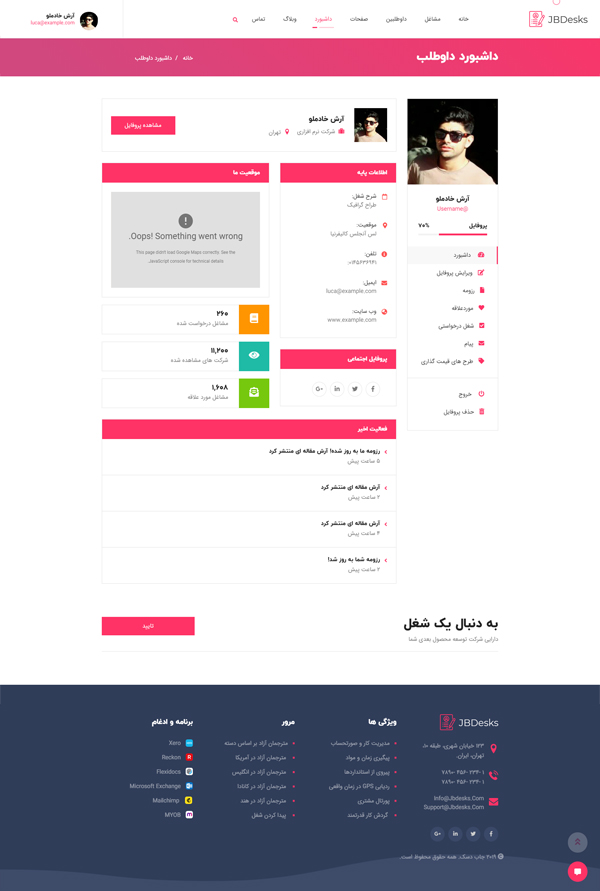 JBDesks
خانه
مشاغل
داوطلبین
صفحات
داشبورد
وبلاگ
تماس
آرش خادملو
luca@example.com
داشبورد داوطلب
خانه / داشبورد داوطلب
آرش خادملو
Username@
پروفایل
۷۰%
داشبورد
ویرایش پروفایل
رزومه
موردعلاقه
شغل درخواستی
پیام
طرح های قیمت گذاری
خروج
حذف پروفایل
آرش خادملو
شرکت نرم افزاری
تهران
مشاهده پروفایل
اطلاعات پایه
شرح شغل:
طراح گرافیک
موقعیت:
لس آنجلس کالیفرنیا
تلفن:
ایمیل:
luca@example.com
وب سایت:
www.example.com
پروفایل اجتماعی
موقعیت ما
Oops! Something went wrong.
This page didn't load Google Maps correctly. See the
JavaScript console for technical details.
۲۶۰
مشاغل درخواست شده
۱۱,۲۰۰
شرکت های مشاهده شده
۱,۶۰۸
مشاغل مورد علاقه
فعالیت اخیر
رزومه ما به روز شده! آرش مقاله ای منتشر کرد
۵ ساعت پیش
آرش مقاله ای منتشر کرد
۲ ساعت پیش
آرش مقاله ای منتشر کرد
۴ ساعت پیش
رزومه شما به روز شد!
۲ ساعت پیش
به دنبال یک شغل
دارایی شرکت توسعه محصول بعدی شما
تایید
JBDesks
۱۲۳ خیابان شهری، طبقه ۱۰،
تهران، ایران.
۷۸۹۰ ۴۵۶ ۲۳۴-۱
۷۸۹۰ ۴۵۶ ۲۳۴-۱
Info@Jbdesks.Com
Support@Jbdesks.Com
ویژگی ها
مدیریت کار و صورتحساب
پیگیری زمان و مواد
پیروی از استانداردها
ردیابی GPS در زمان واقعی
پورتال مشتری
گردش کار قدرتمند
مرور
مترجمان آزاد بر اساس دسته
مترجمان آزاد در آمریکا
مترجمان آزاد در انگلیس
مترجمان آزاد در کانادا
مترجمان آزاد در هند
پیدا کردن شغل
برنامه و ادغام
Xero
Reckon
Flexidocs
Microsoft Exchange
Mailchimp
MYOB
© ۲۰۱۹ جاب دسک. همه حقوق محفوظ است.